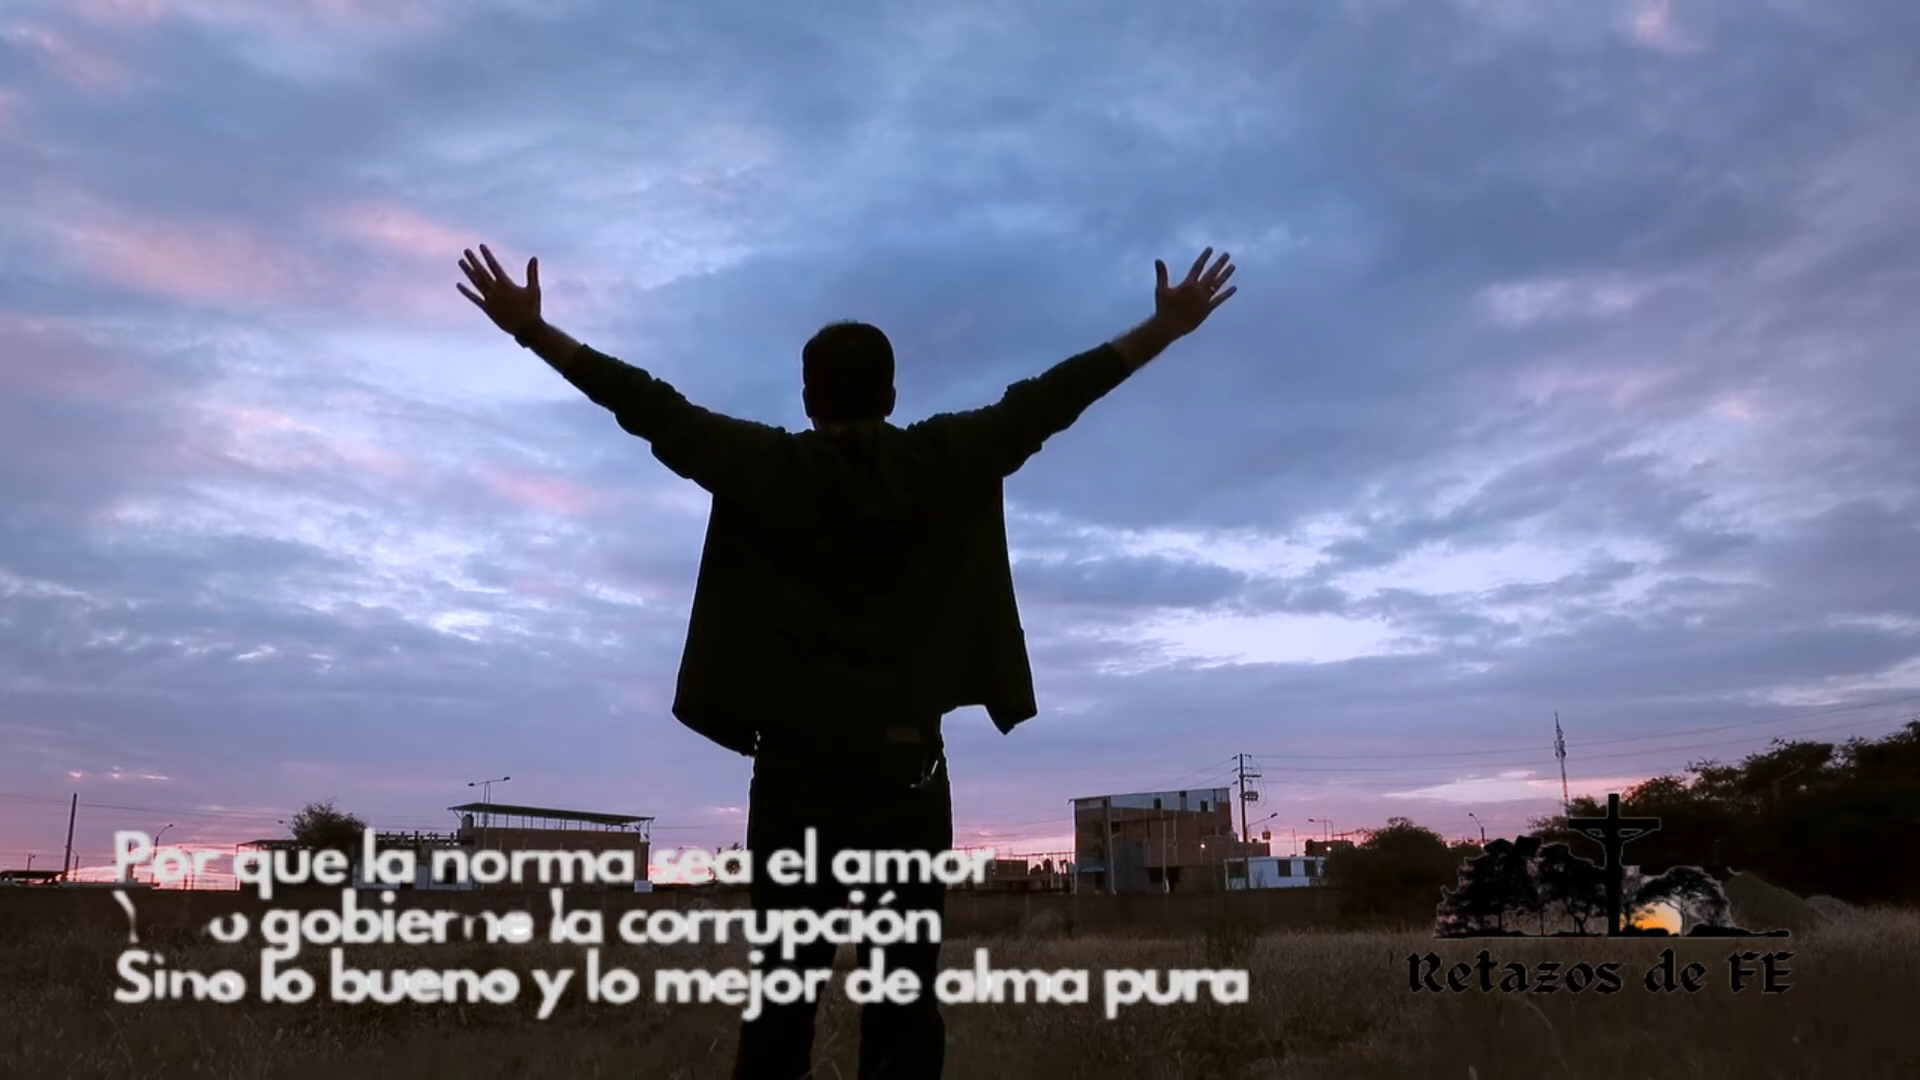 Por que la norma sea el amor
Y no gobierne la corrupción
Sino lo bueno y lo mejor de alma pura
Retazos de FE